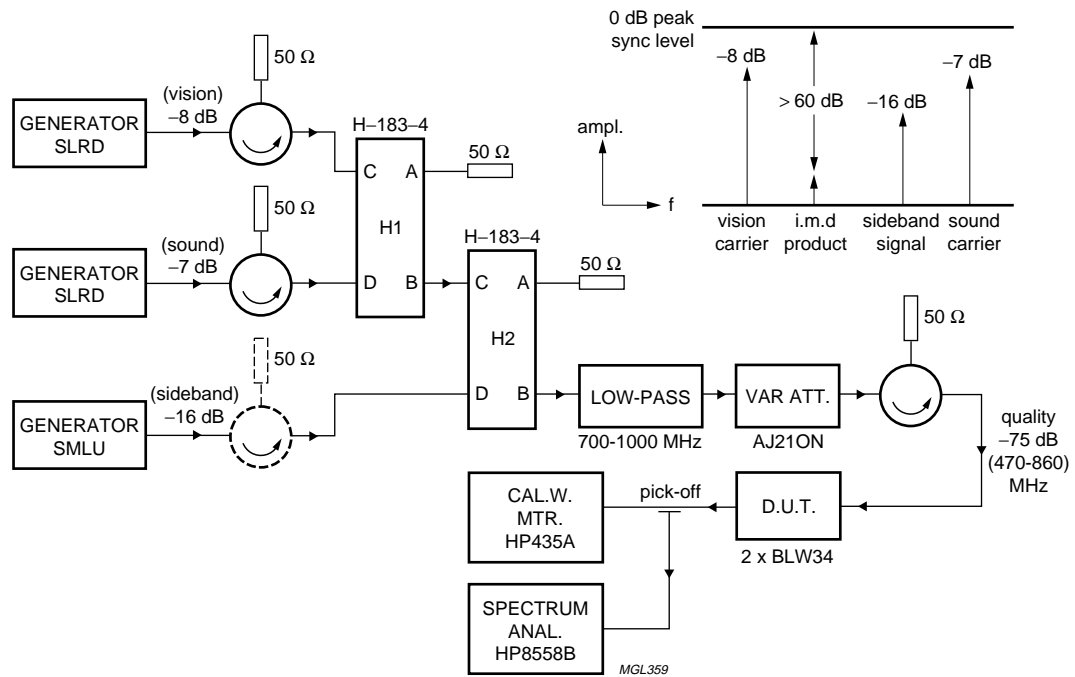 0 dB peak
sync level
–8 dB
> 60 dB
–16 dB
–7 dB
ampl.
f
vision
carrier
i.m.d
product
sideband
signal
sound
carrier
50 Ω
GENERATOR
SLRD
(vision)
–8 dB
H–183–4
C
A
50 Ω
H1
D
B
50 Ω
GENERATOR
SLRD
(sound)
–7 dB
H–183–4
C
A
50 Ω
H2
D
B
50 Ω
GENERATOR
SMLU
(sideband)
–16 dB
LOW-PASS
700-1000 MHz
VAR ATT.
AJ21ON
50 Ω
quality
–75 dB
(470-860)
MHz
CAL.W.
MTR.
HP435A
pick-off
D.U.T.
2 x BLW34
SPECTRUM
ANAL.
HP8558B
MGL359